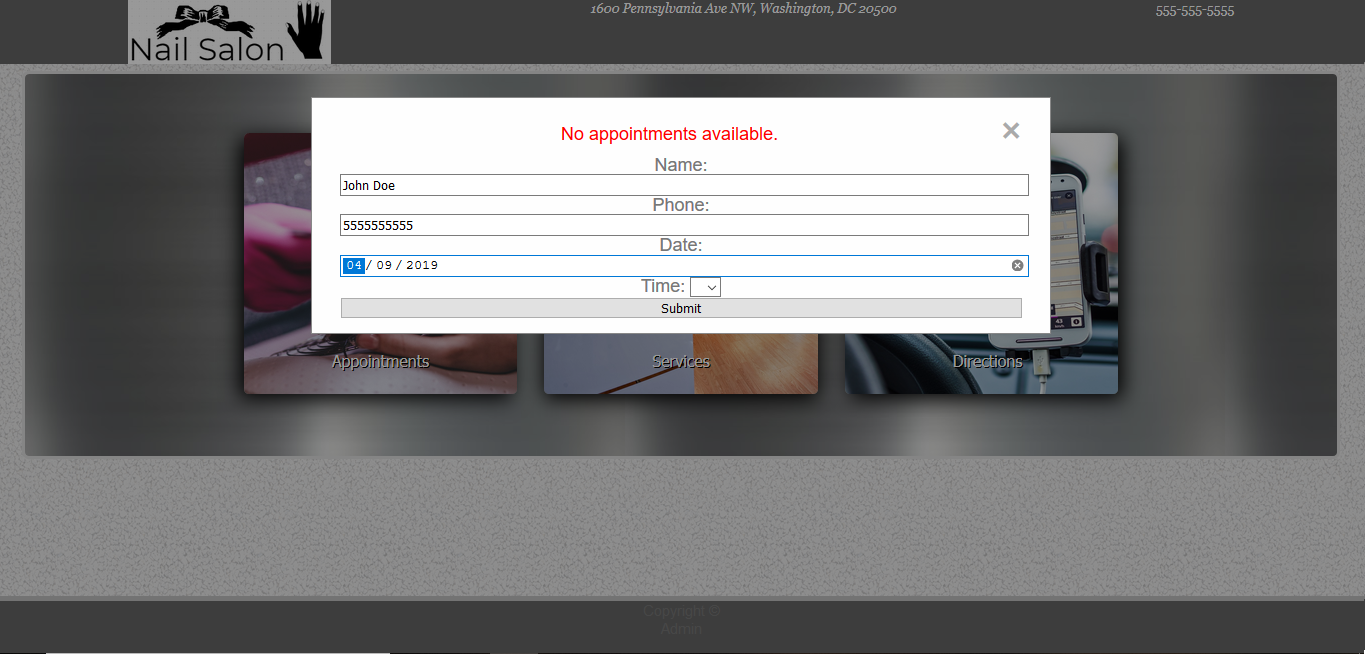 Nail Salon
1600 Pennsylvania Ave NW, Washington, DC 20500
555-555-5555
No appointments available.
×
Name:
John Doe
Phone:
5555555555
Date:
04/ 09 / 2019
Time:
Submit
Appointments
Services
Directions
Copyright @
Admin